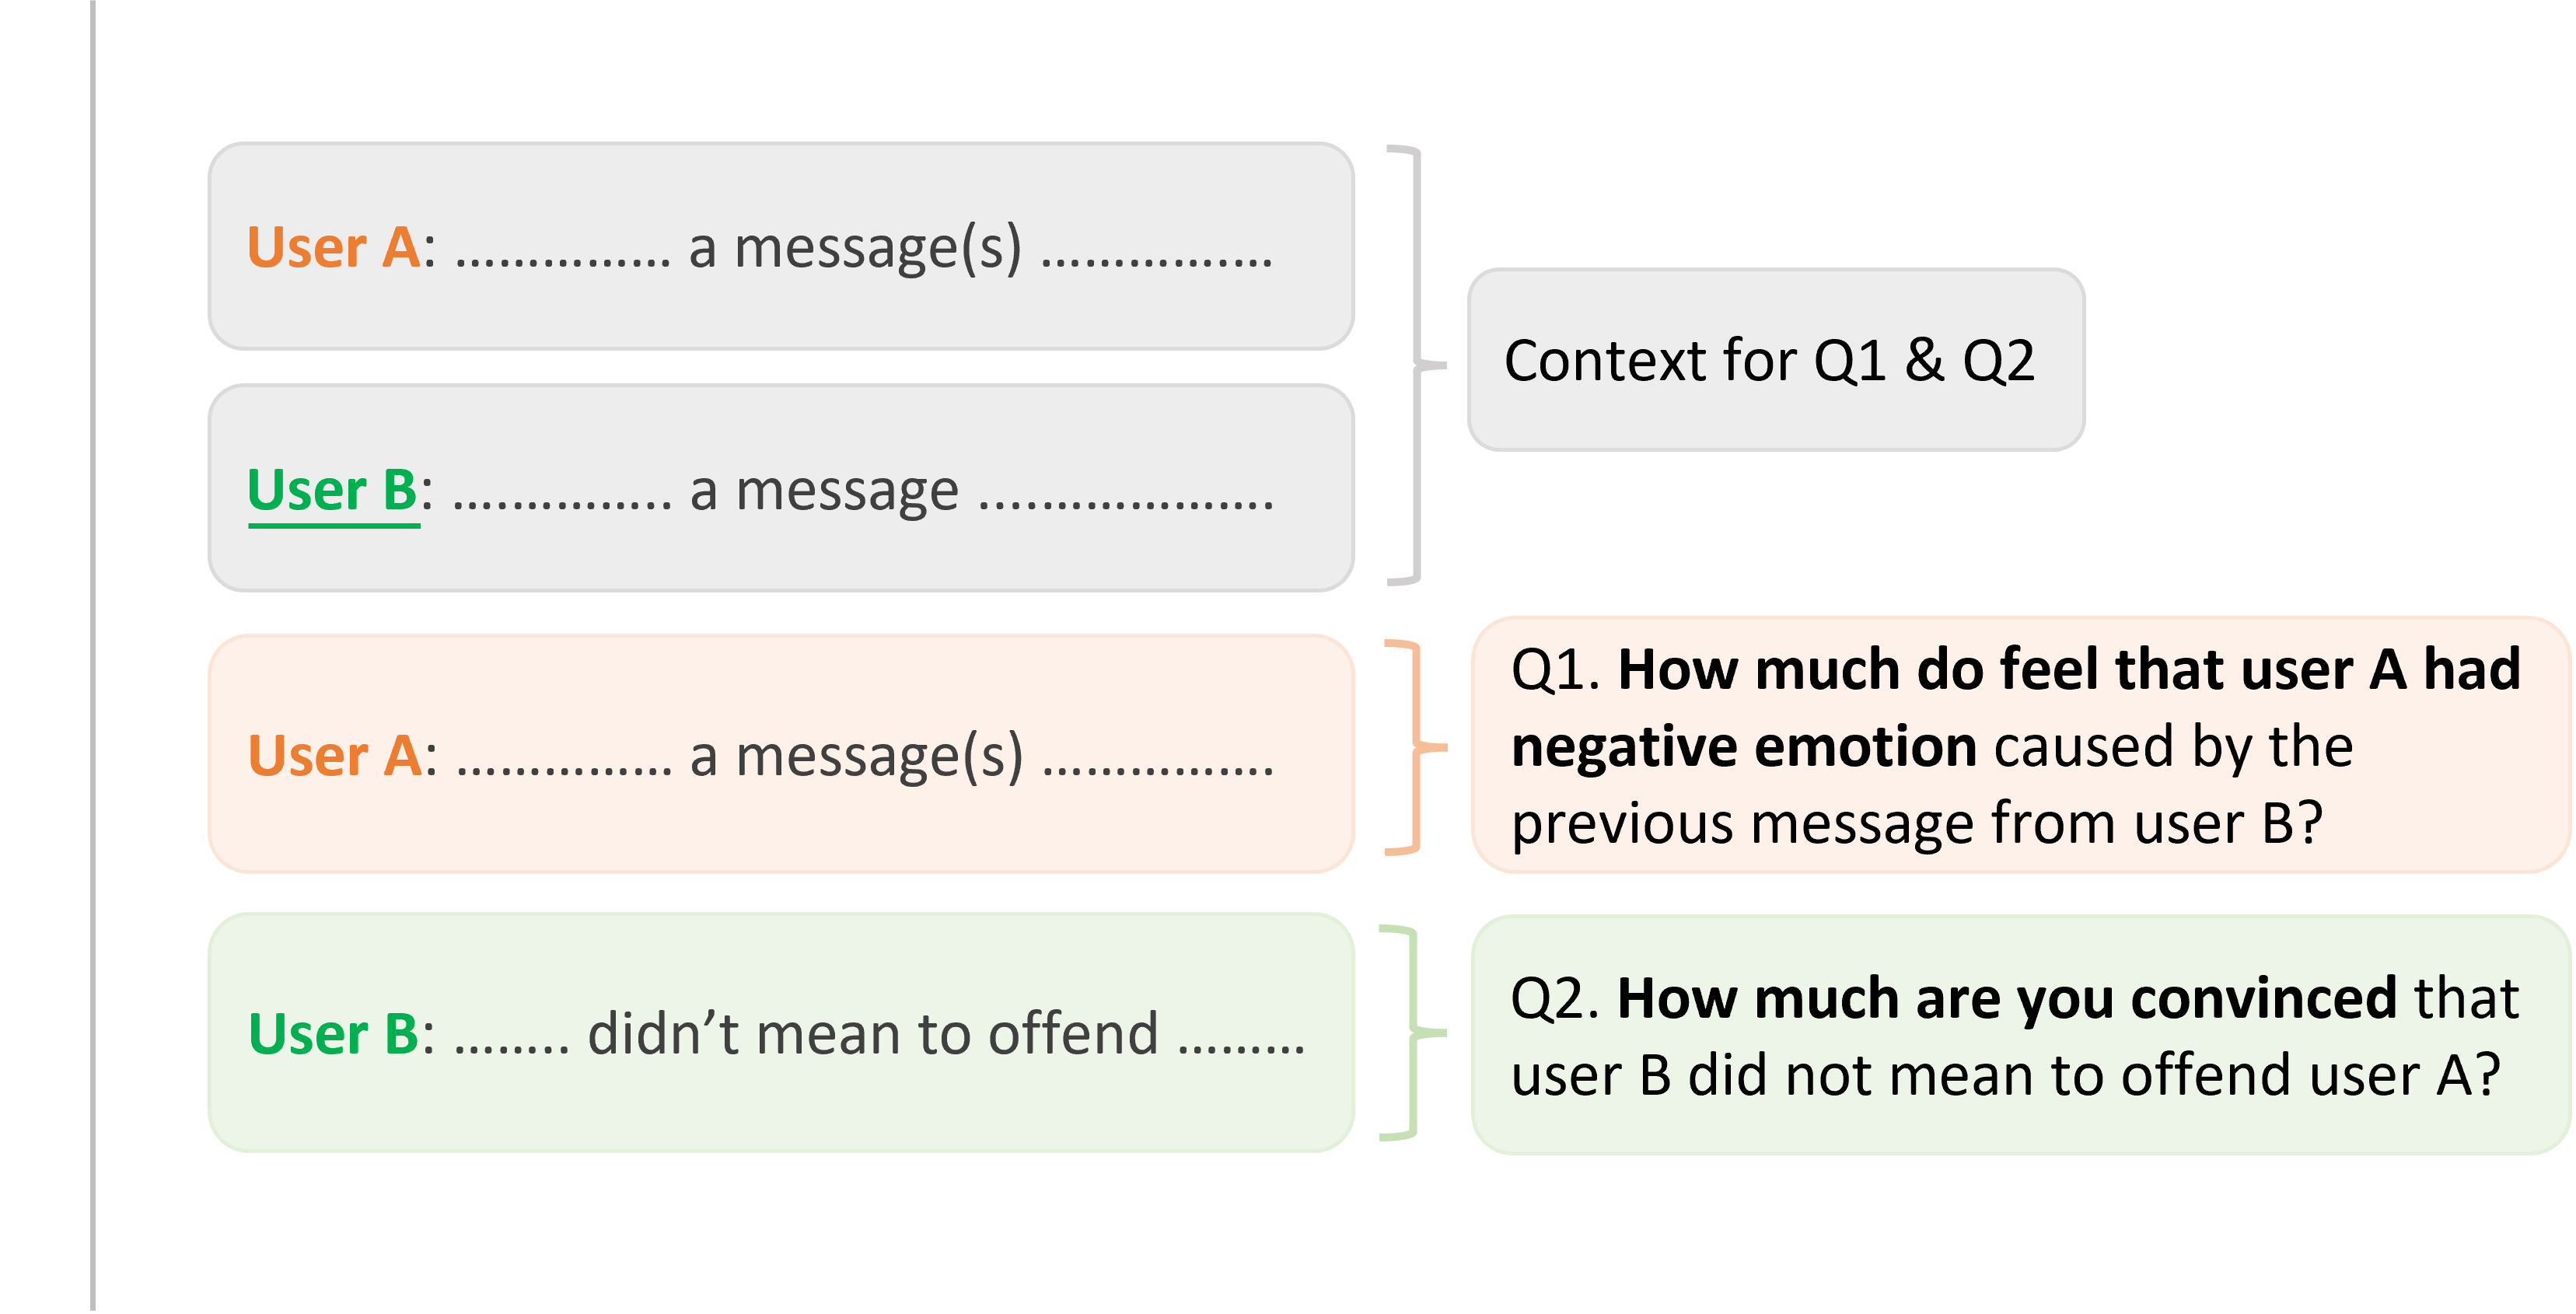 User A: …………… a message(s) …………….
User B: ………….. a message ………………..
Context for Q1 & Q2
User A: …………… a message(s) …………….
Q1. How much do feel that user A had
negative emotion caused by the
previous message from user B?
User B: …….. didn’t mean to offend ………
Q2. How much are you convinced that
user B did not mean to offend user A?